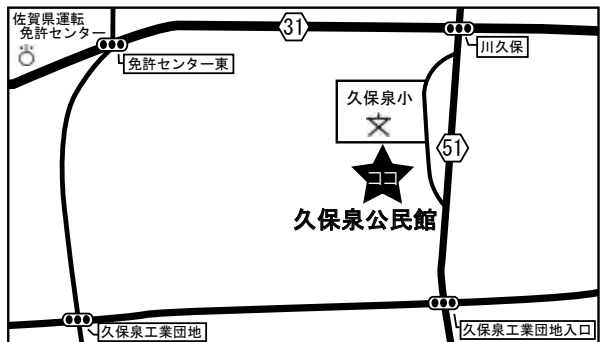 佐賀県運転
免許センター
免許センター東
31
川久保
久保泉小
文
51
ココ
久保泉公民館
久保泉工業団地
久保泉工業団地入口